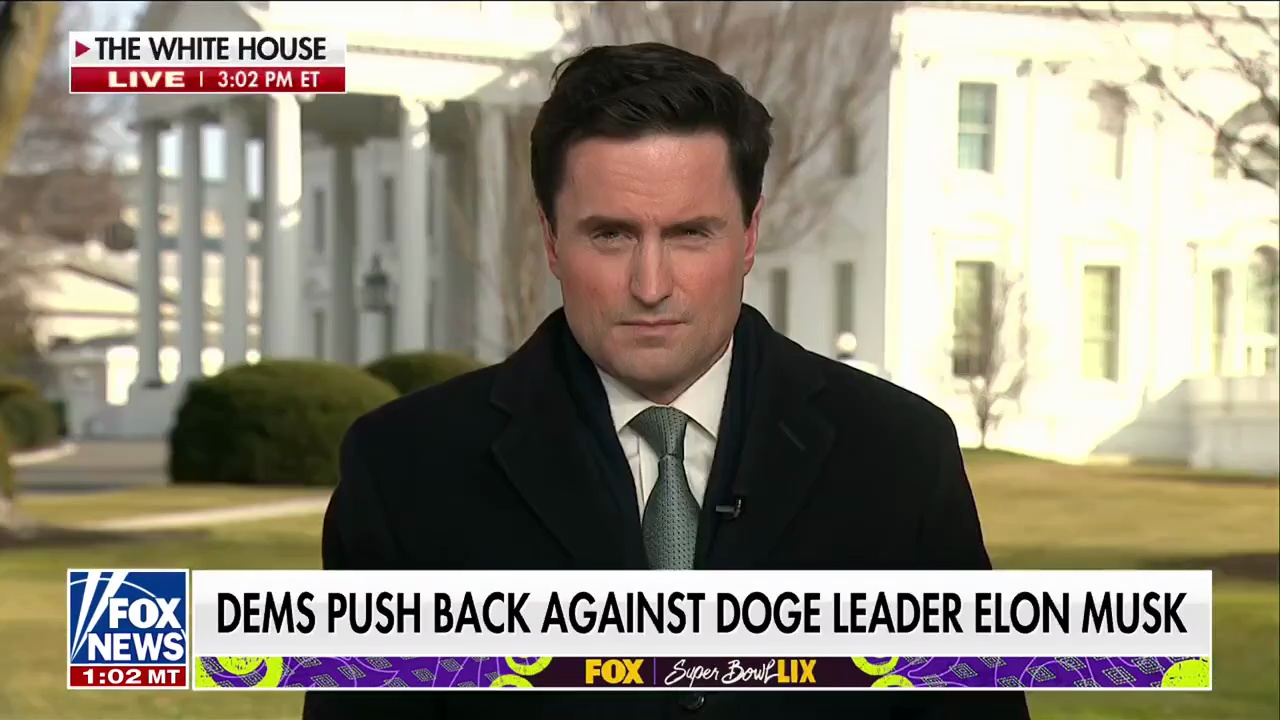 THE WHITE HOUSE
LIVE | 3:02 PM ET
FOX
NEWS
1:02 MT
DEMS PUSH BACK AGAINST DOGE LEADER ELON MUSK
FOX | Super Bowl LIX